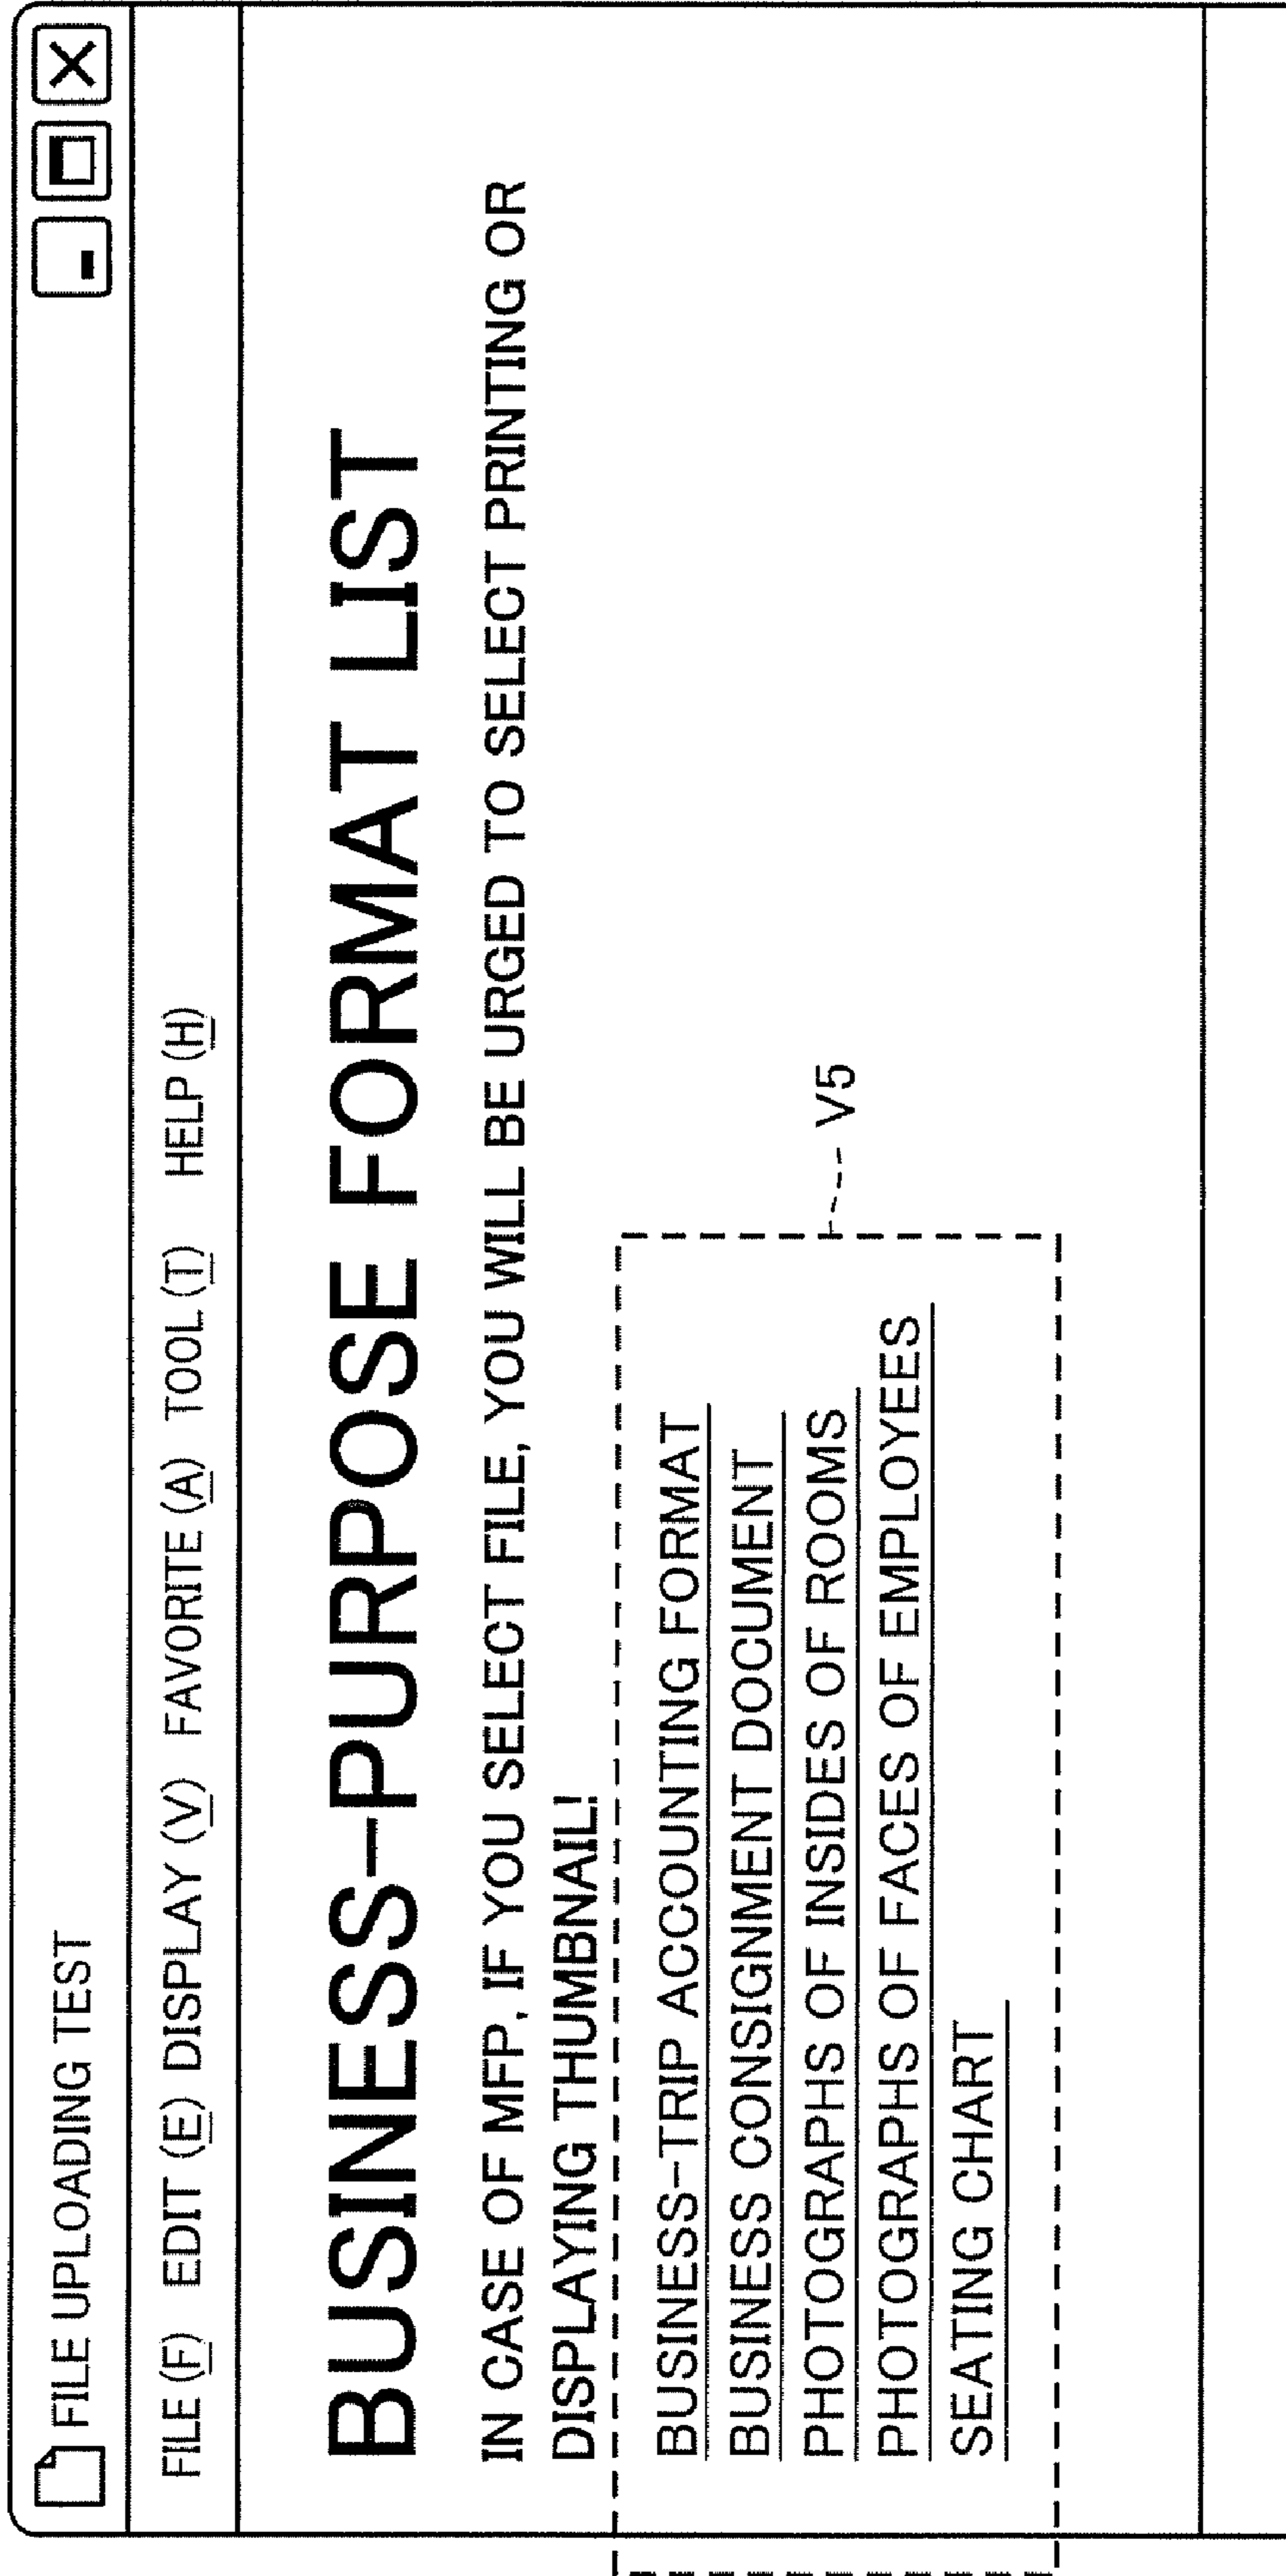 FILE UPLOADING TEST
FILE (F) EDIT (E) DISPLAY (V) FAVORITE (A) TOOL (T) HELP (H)
BUSINESS-PURPOSE FORMAT LIST
IN CASE OF MFP, IF YOU SELECT FILE, YOU WILL BE URGED TO SELECT PRINTING OR
DISPLAYING THUMBNAIL!
BUSINESS-TRIP ACCOUNTING FORMAT
BUSINESS CONSIGNMENT DOCUMENT
PHOTOGRAPHS OF INSIDES OF ROOMS
PHOTOGRAPHS OF FACES OF EMPLOYEES
SEATING CHART
V5